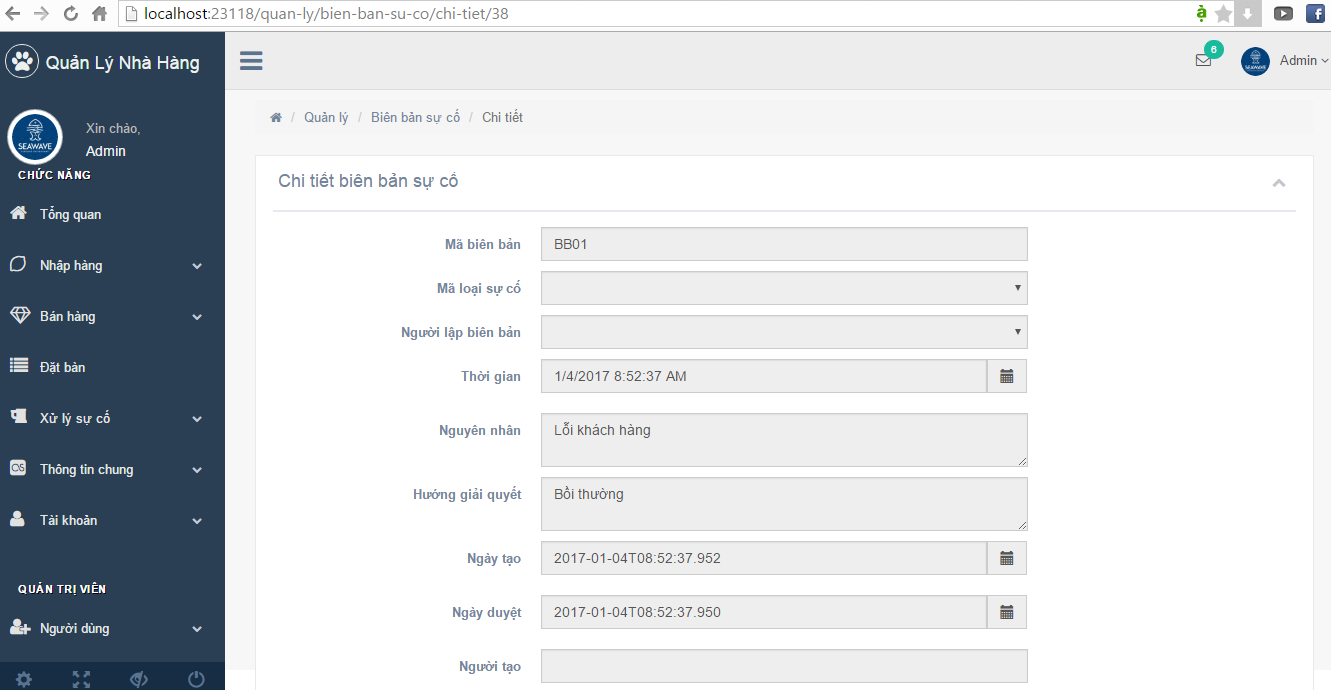 localhost:23118/quan-ly/bien-ban-su-co/chi-tiet/38
Quản Lý Nhà Hàng
6
Admin
Xin chào,
Admin
SEAWAVE
CHỨC NĂNG
Tổng quan
Nhập hàng
Bán hàng
Đặt bàn
Xử lý sự cố
Thông tin chung
Tài khoản
QUẢN TRỊ VIÊN
Người dùng
/ Quản lý / Biên bản sự cố / Chi tiết
Chi tiết biên bản sự cố
Mã biên bản BB01
Mã loại sự cố
Người lập biên bản
Thời gian 1/4/2017 8:52:37 AM
Nguyên nhân Lỗi khách hàng
Hướng giải quyết Bồi thường
Ngày tạo 2017-01-04T08:52:37.952
Ngày duyệt 2017-01-04T08:52:37.950
Người tạo